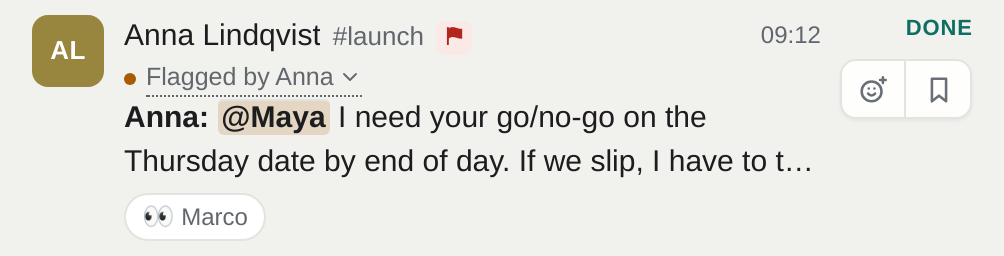 AL
Anna Lindqvist #launch 09:12 DONE
Flagged by Anna
Anna: @Maya I need your go/no-go on the
Thursday date by end of day. If we slip, I have to t…
👀 Marco